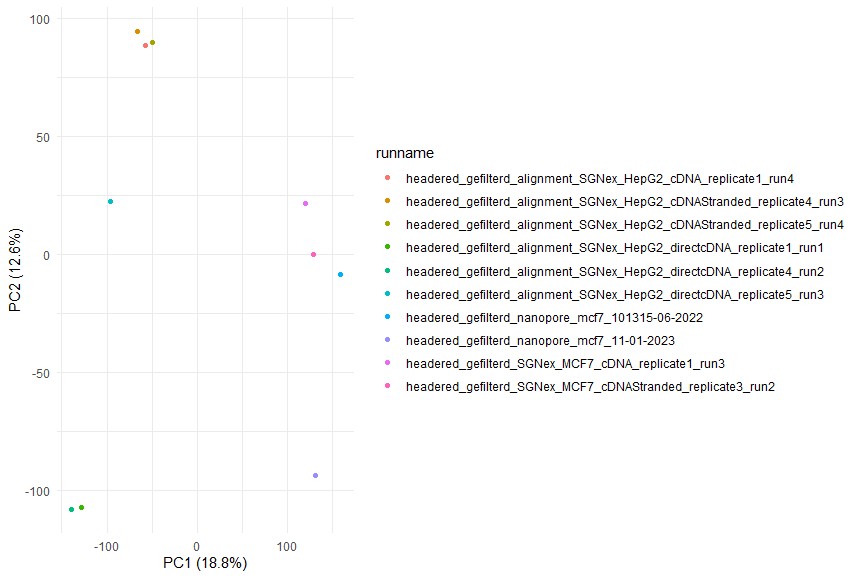 100
50
0
-50
-100
PC2 (12.6%)
-100 0 100
PC1 (18.8%)
runname
headered_gefilterd_alignment_SGNex_HepG2_cDNA_replicate1_run4
headered_gefilterd_alignment_SGNex_HepG2_cDNAStranded_replicate4_run3
headered_gefilterd_alignment_SGNex_HepG2_cDNAStranded_replicate5_run4
headered_gefilterd_alignment_SGNex_HepG2_directcDNA_replicate1_run1
headered_gefilterd_alignment_SGNex_HepG2_directcDNA_replicate4_run2
headered_gefilterd_alignment_SGNex_HepG2_directcDNA_replicate5_run3
headered_gefilterd_nanopore_mcf7_101315-06-2022
headered_gefilterd_nanopore_mcf7_11-01-2023
headered_gefilterd_SGNex_MCF7_cDNA_replicate1_run3
headered_gefilterd_SGNex_MCF7_cDNAStranded_replicate3_run2